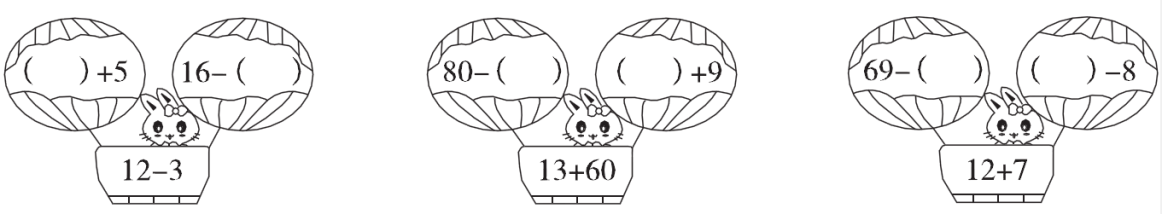 (    )+5  16-(    )  80-(    )  (    )+9  69-(    )  (    )-8
12-3  13+60  12+7